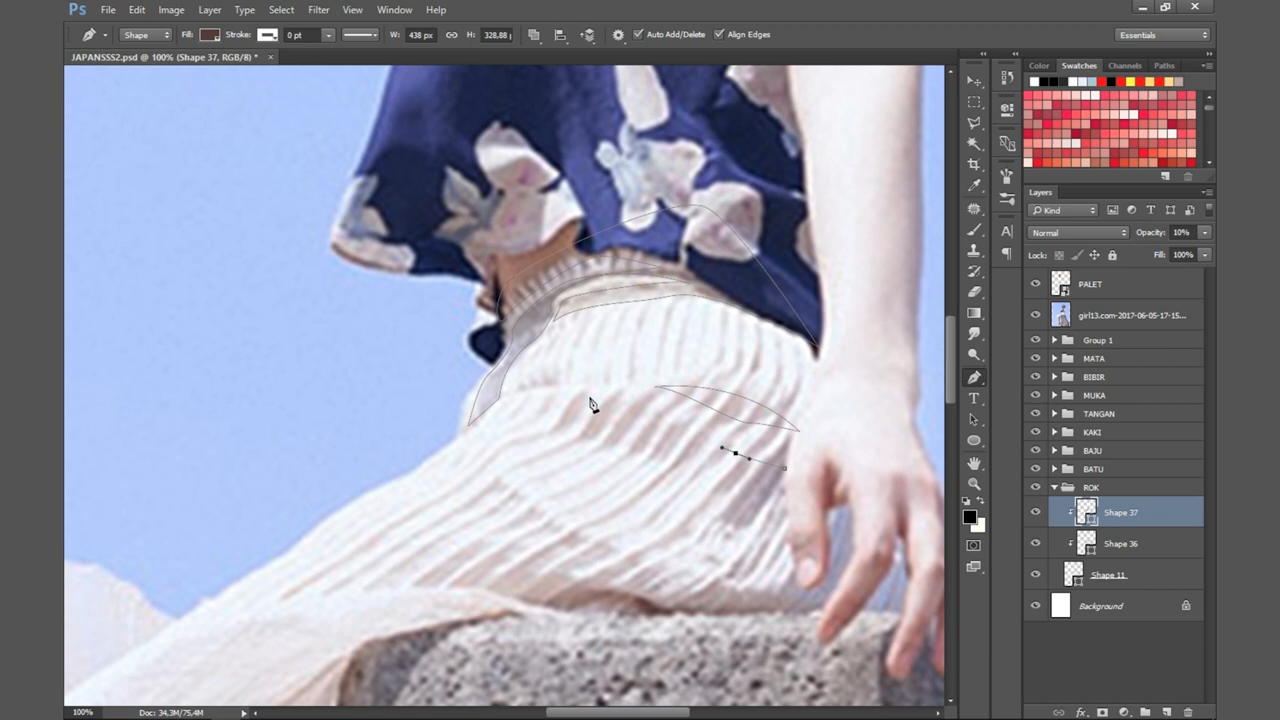 Ps File Edit Image Layer Type Select Filter View Window Help
Shape Fill: Stroke: 0 pt W: 438 px H: 328,88 Auto Add/Delete Align Edges Essentials
JAPANSSS2.psd @ 100% (Shape 37, RGB/8) * ×
Color Swatches Channels Paths
Layers
Kind
Normal Opacity: 10%
Lock: Fill: 100%
PALET
girl13.com-2017-06-05-17-15...
Group 1
MATA
BIBIR
MUKA
TANGAN
KAKI
BAJU
BATU
ROK
Shape 37
Shape 36
Shape 11
Background
100% Doc: 34,3M/75,4M